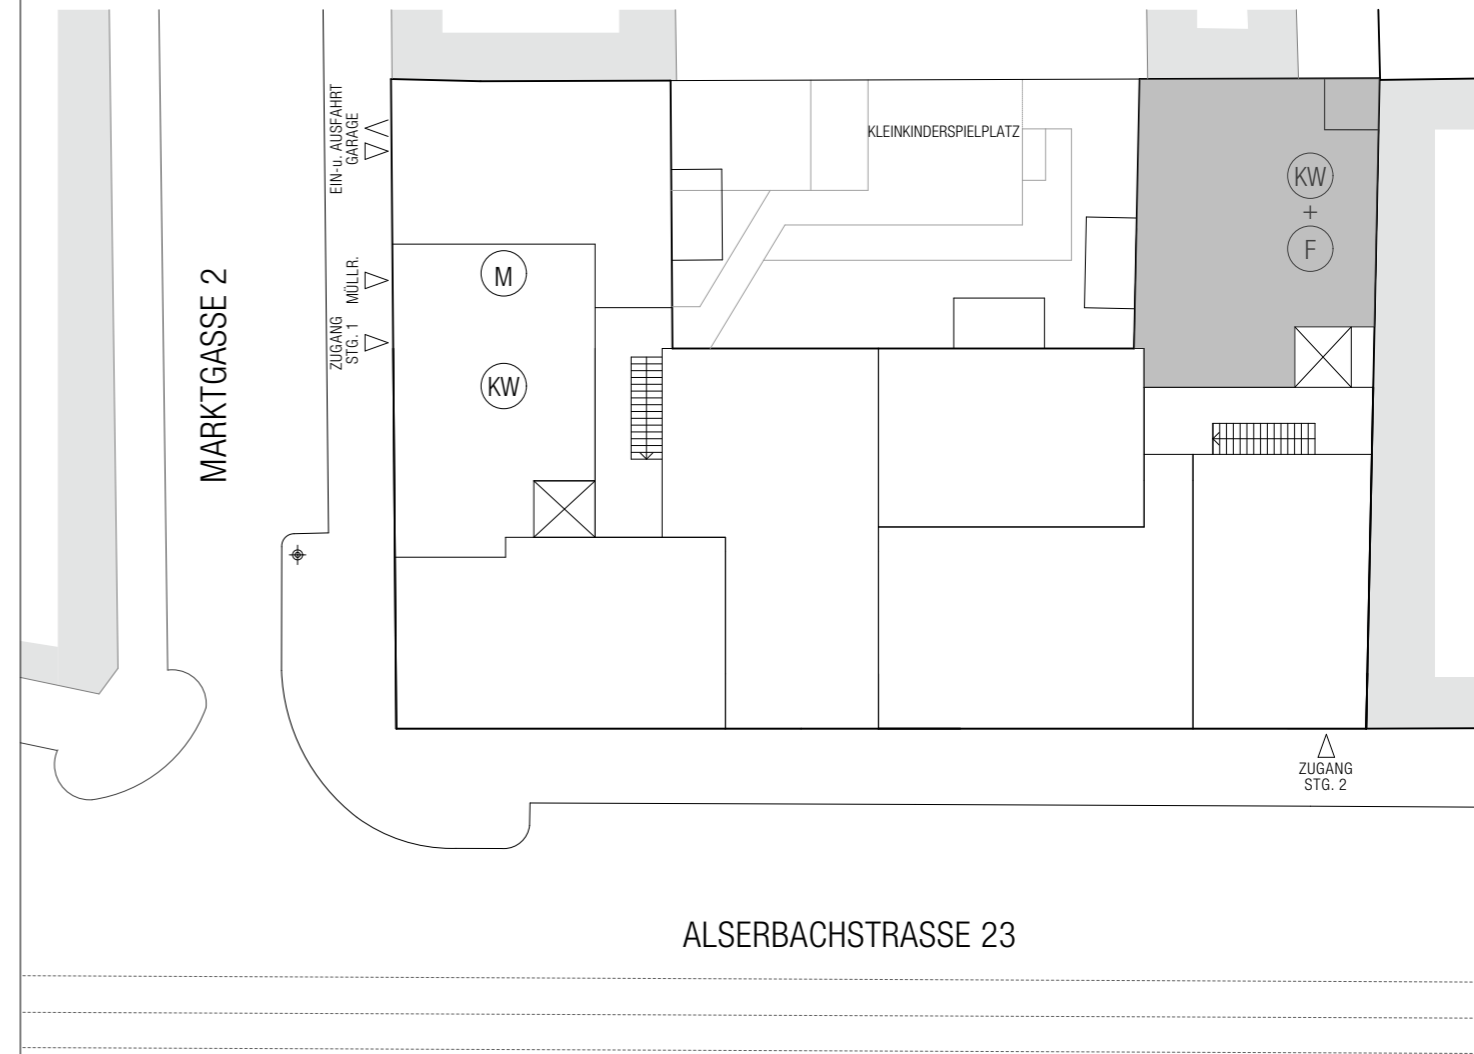 EIN-u. AUSFAHRT
GARAGE
KLEINKINDERSPIELPLATZ
KW
+
F
MÜLLR.
M
ZUGANG
STG. 1
KW
MARKTGASSE 2
ZUGANG
STG. 2
ALSERBACHSTRASSE 23